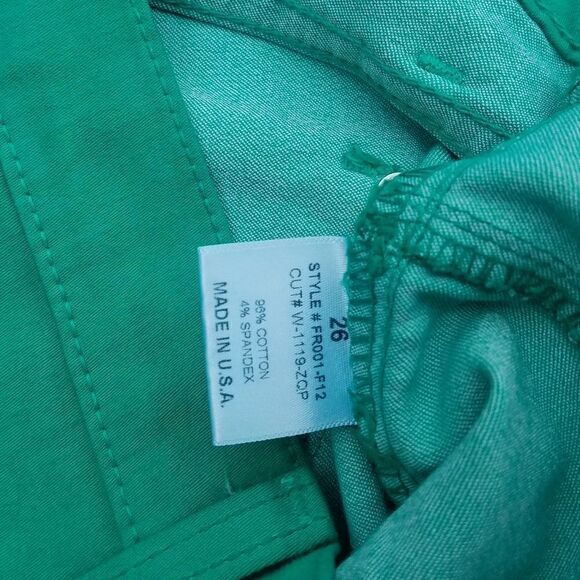 26
STYLE # FR001-F12
CUT# W-1119-ZQP
96% COTTON
4% SPANDEX
MADE IN U.S.A.